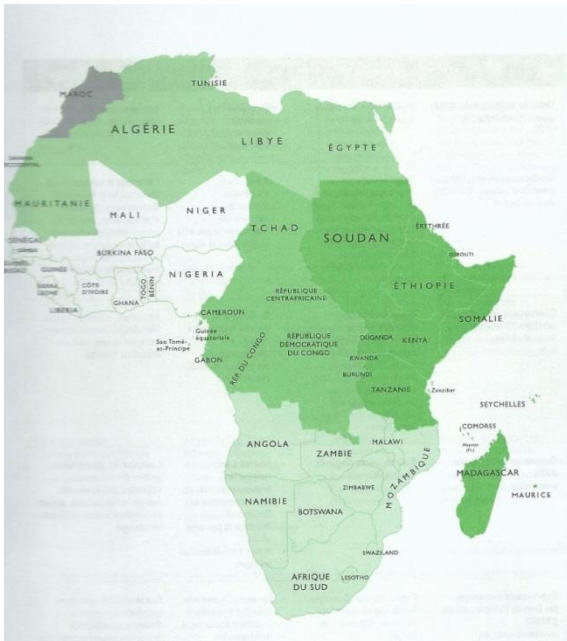 TUNISIE
MAROC
ALGÉRIE
LIBYE
ÉGYPTE
MAURITANIE
MALI
NIGER
TCHAD
SOUDAN
ÉRYTHRÉE
DJIBOUTI
SÉNÉGAL
BURKINA FASO
GUINÉE
CÔTE
D'IVOIRE
GHANA
TOGO
BÉNIN
NIGERIA
LIBERIA
RÉPUBLIQUE
CENTRAFRICAINE
ÉTHIOPIE
SOMALIE
CAMEROUN
Guinée
équatoriale
Sao Tomé-
et-Principe
GABON
RÉP. DU CONGO
RÉPUBLIQUE
DÉMOCRATIQUE
DU CONGO
OUGANDA
KENYA
RWANDA
BURUNDI
TANZANIE
Zanzibar
SEYCHELLES
COMORES
ANGOLA
ZAMBIE
MALAWI
MOZAMBIQUE
MADAGASCAR
MAURICE
NAMIBIE
ZIMBABWE
BOTSWANA
SWAZILAND
AFRIQUE
DU SUD
LESOTHO